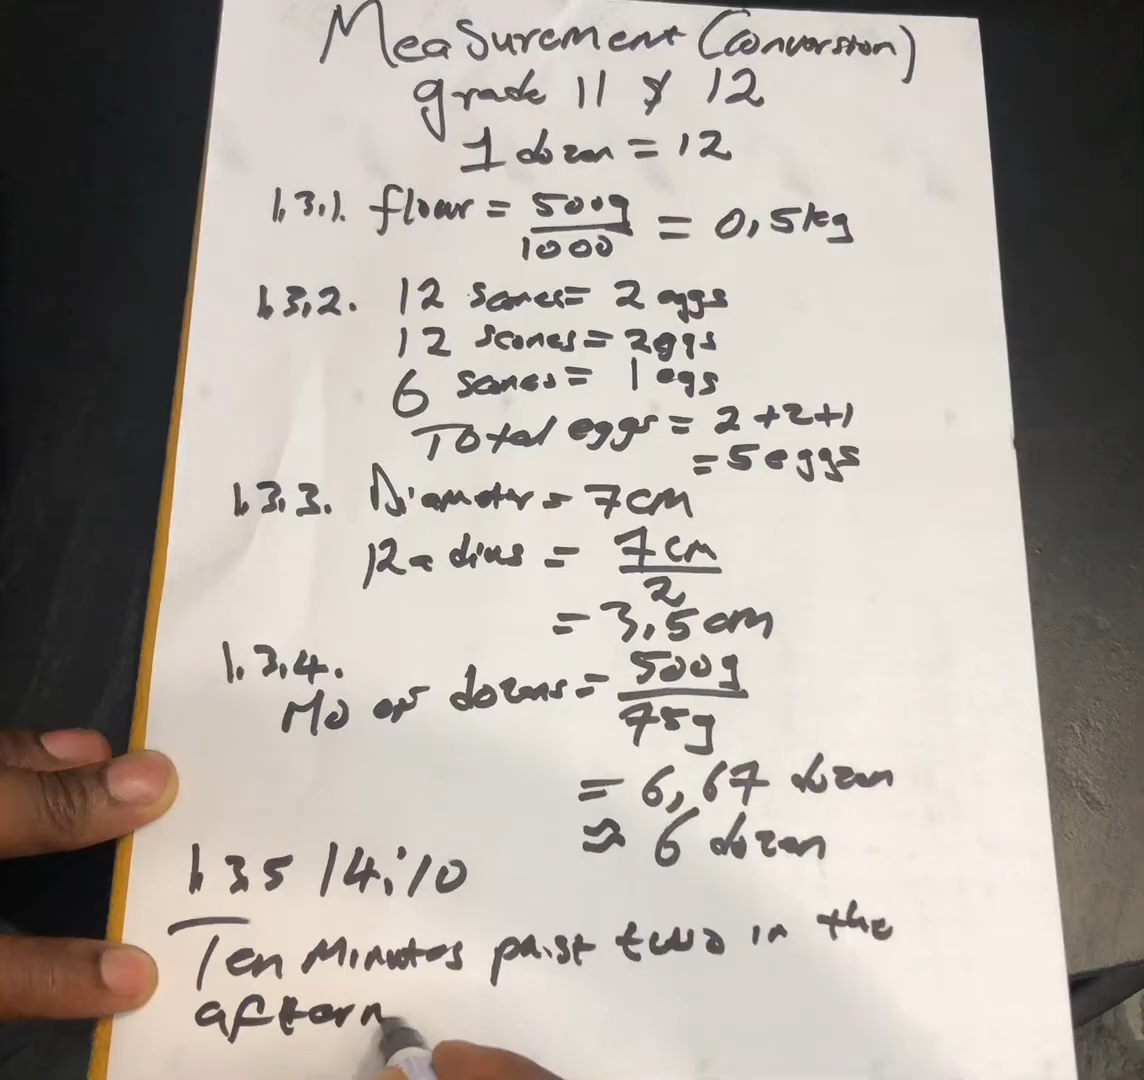 Measurement (Conversion)
grade 11 & 12
1 dozen = 12
1.3.1. flour = 500g / 1000 = 0,5kg
1.3.2. 12 scones = 2 eggs
12 scones = 2 eggs
6 scones = 1 eggs
Total eggs = 2+2+1
= 5 eggs
1.3.3. Diameter = 7cm
Radius = 7cm / 2
= 3,5cm
1.3.4.
No of dozens = 500g / 75g
= 6,67 dozen
≈ 6 dozen
1.3.5 14:10
Ten Minutes past two in the
aftern